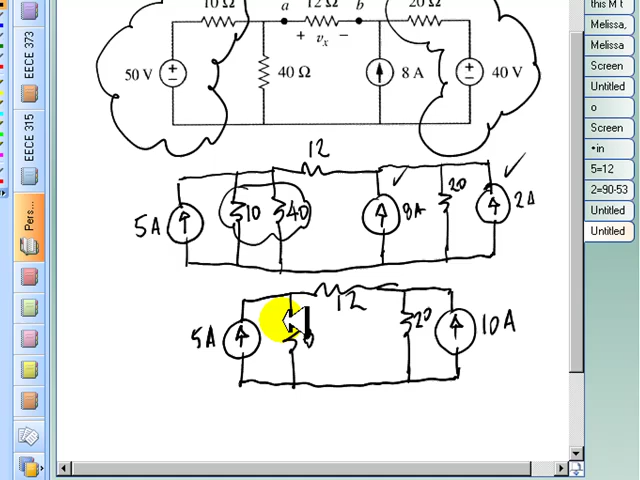 this M t
10 Ω
a
12 Ω
b
20 Ω
Melissa,
+ vx −
Melissa
50 V
40 Ω
8 A
40 V
Screen
Untitled
o
Screen
•in
5=12
2=90-53
Untitled
Untitled
EECE 373
EECE 315
Pers...
12
5A
10
40
8A
20
2A
12
5A
20
10A